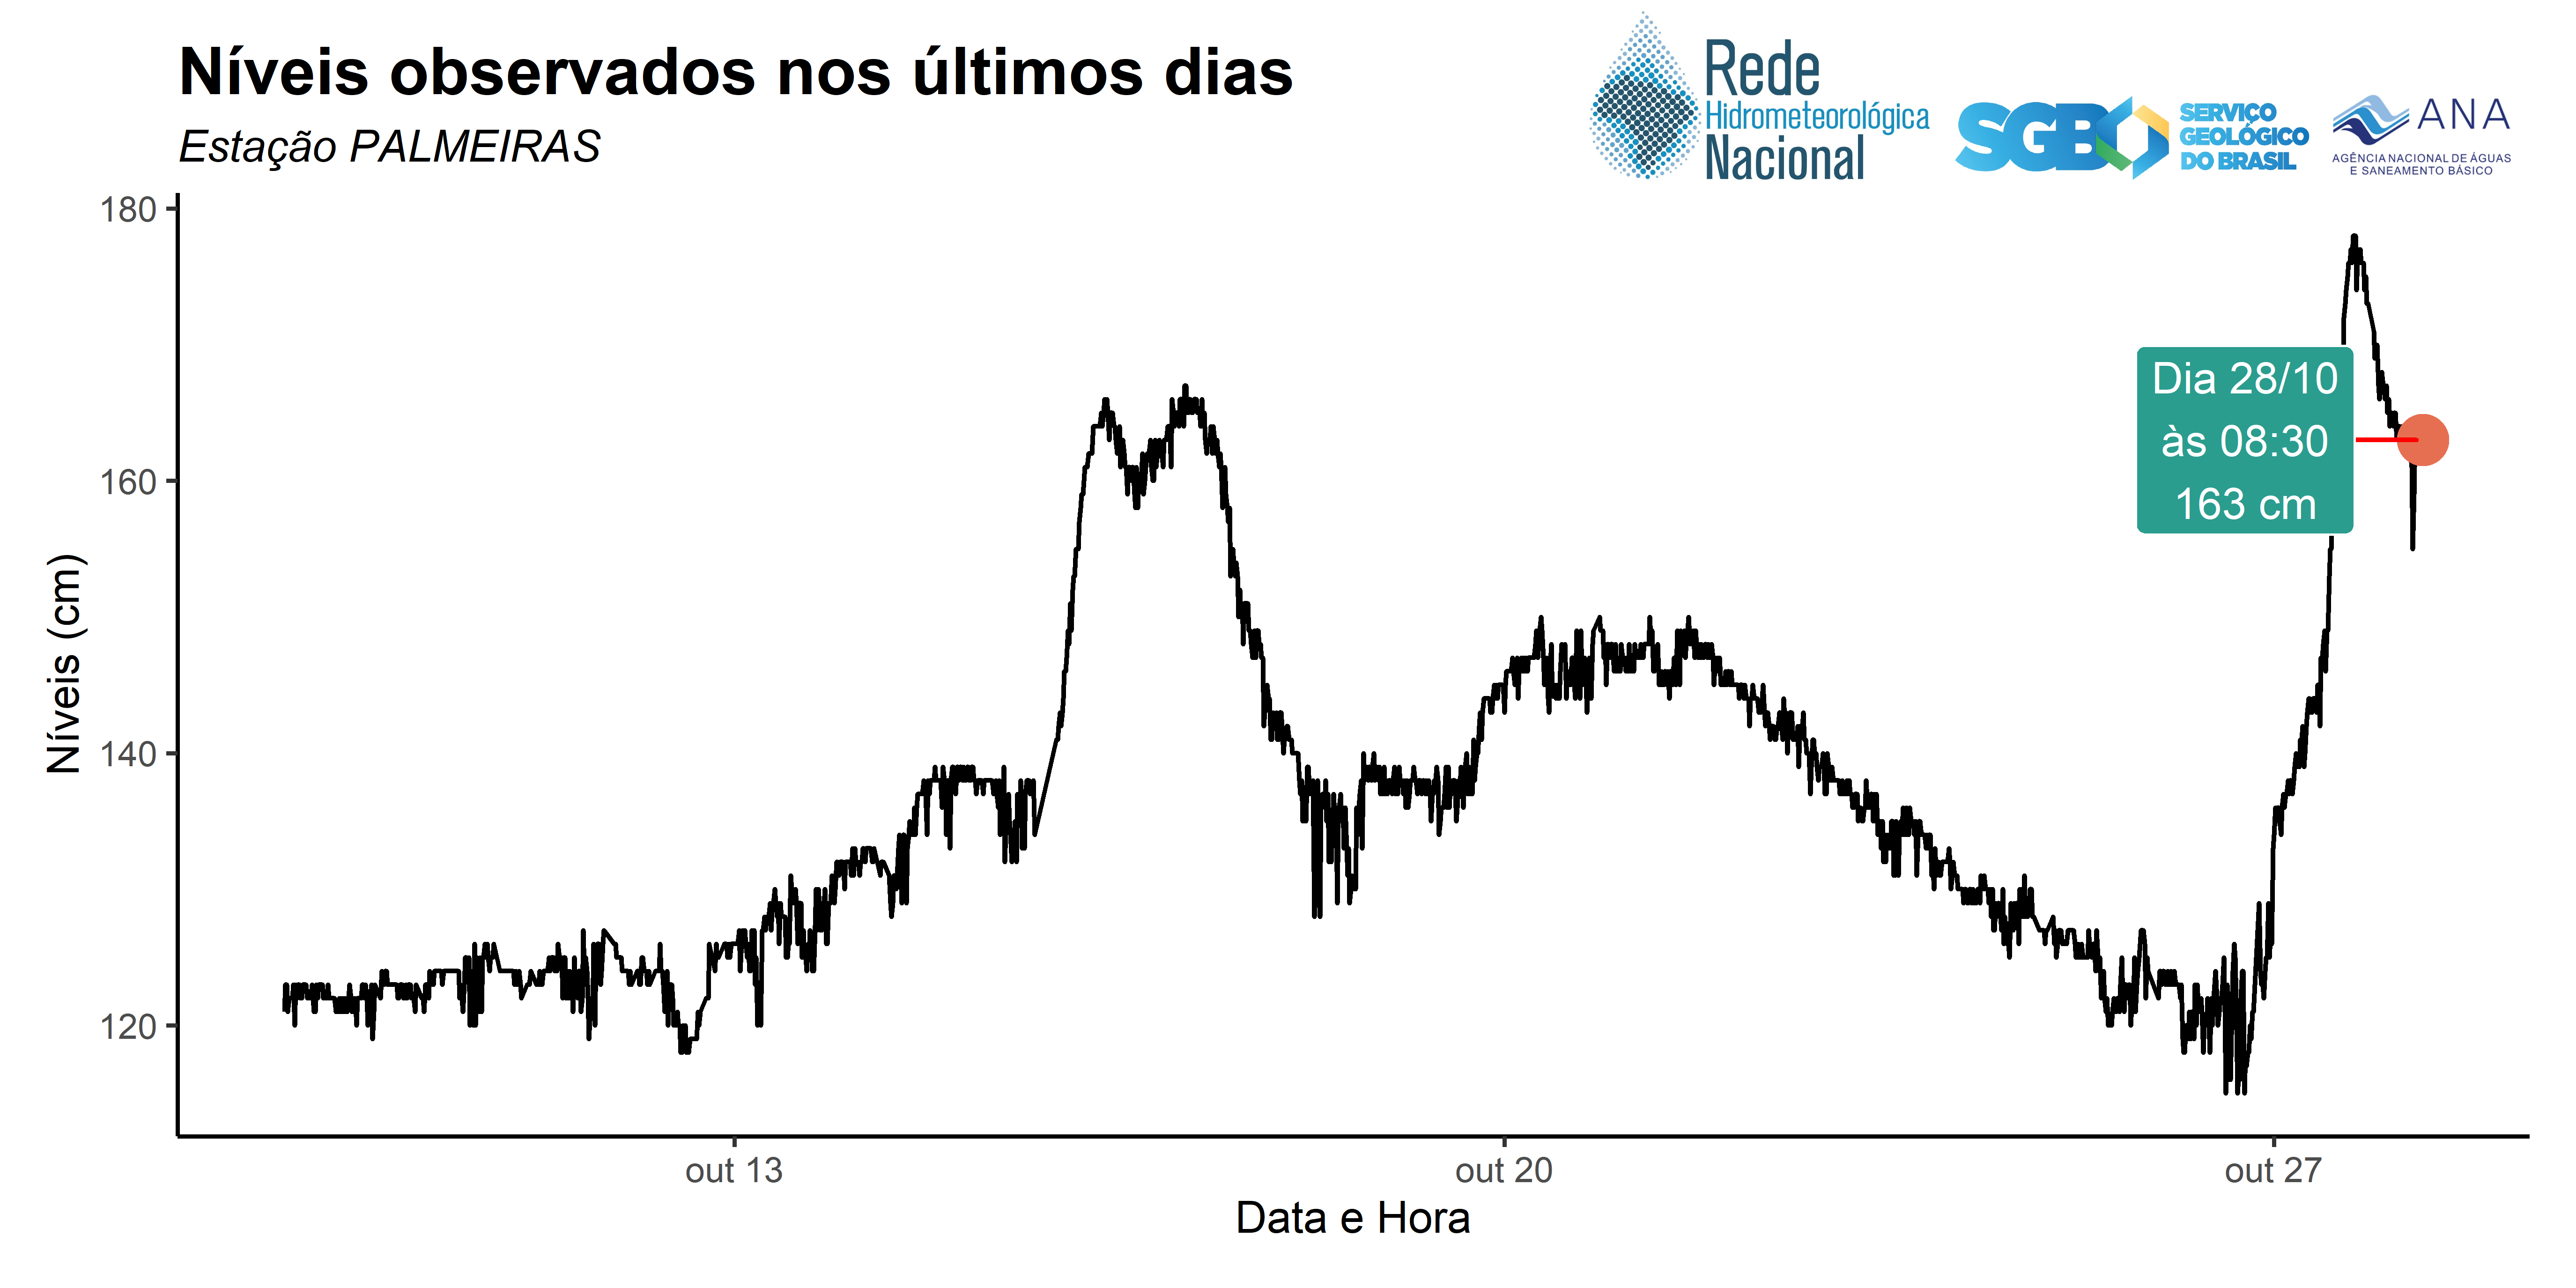 Níveis observados nos últimos dias
Estação PALMEIRAS
Rede
Hidrometeorológica
Nacional
SGB
SERVIÇO
GEOLÓGICO
DO BRASIL
ANA
AGÊNCIA NACIONAL DE ÁGUAS
E SANEAMENTO BÁSICO
180
160
140
120
Níveis (cm)
Dia 28/10
às 08:30
163 cm
out 13
out 20
out 27
Data e Hora